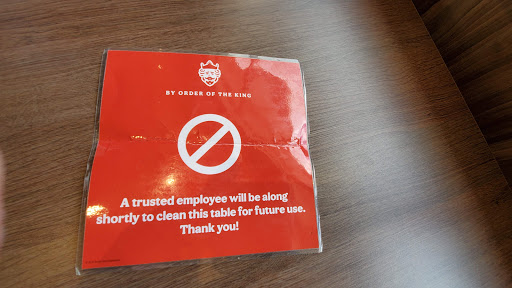 BY ORDER OF THE KING
A trusted employee will be along
shortly to clean this table for future use.
Thank you!